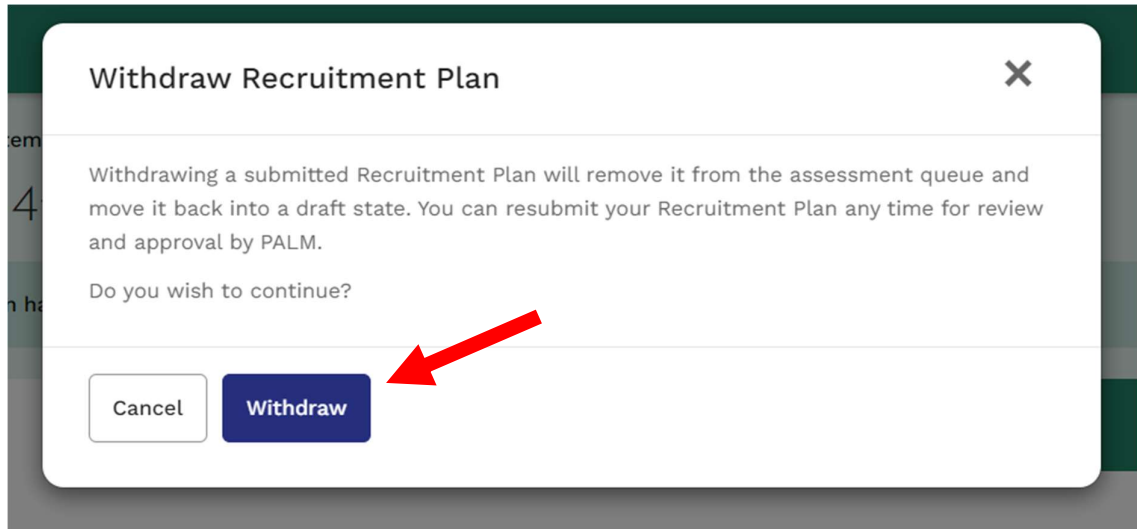 Withdraw Recruitment Plan
Withdrawing a submitted Recruitment Plan will remove it from the assessment queue and
move it back into a draft state. You can resubmit your Recruitment Plan any time for review
and approval by PALM.
Do you wish to continue?
Cancel Withdraw